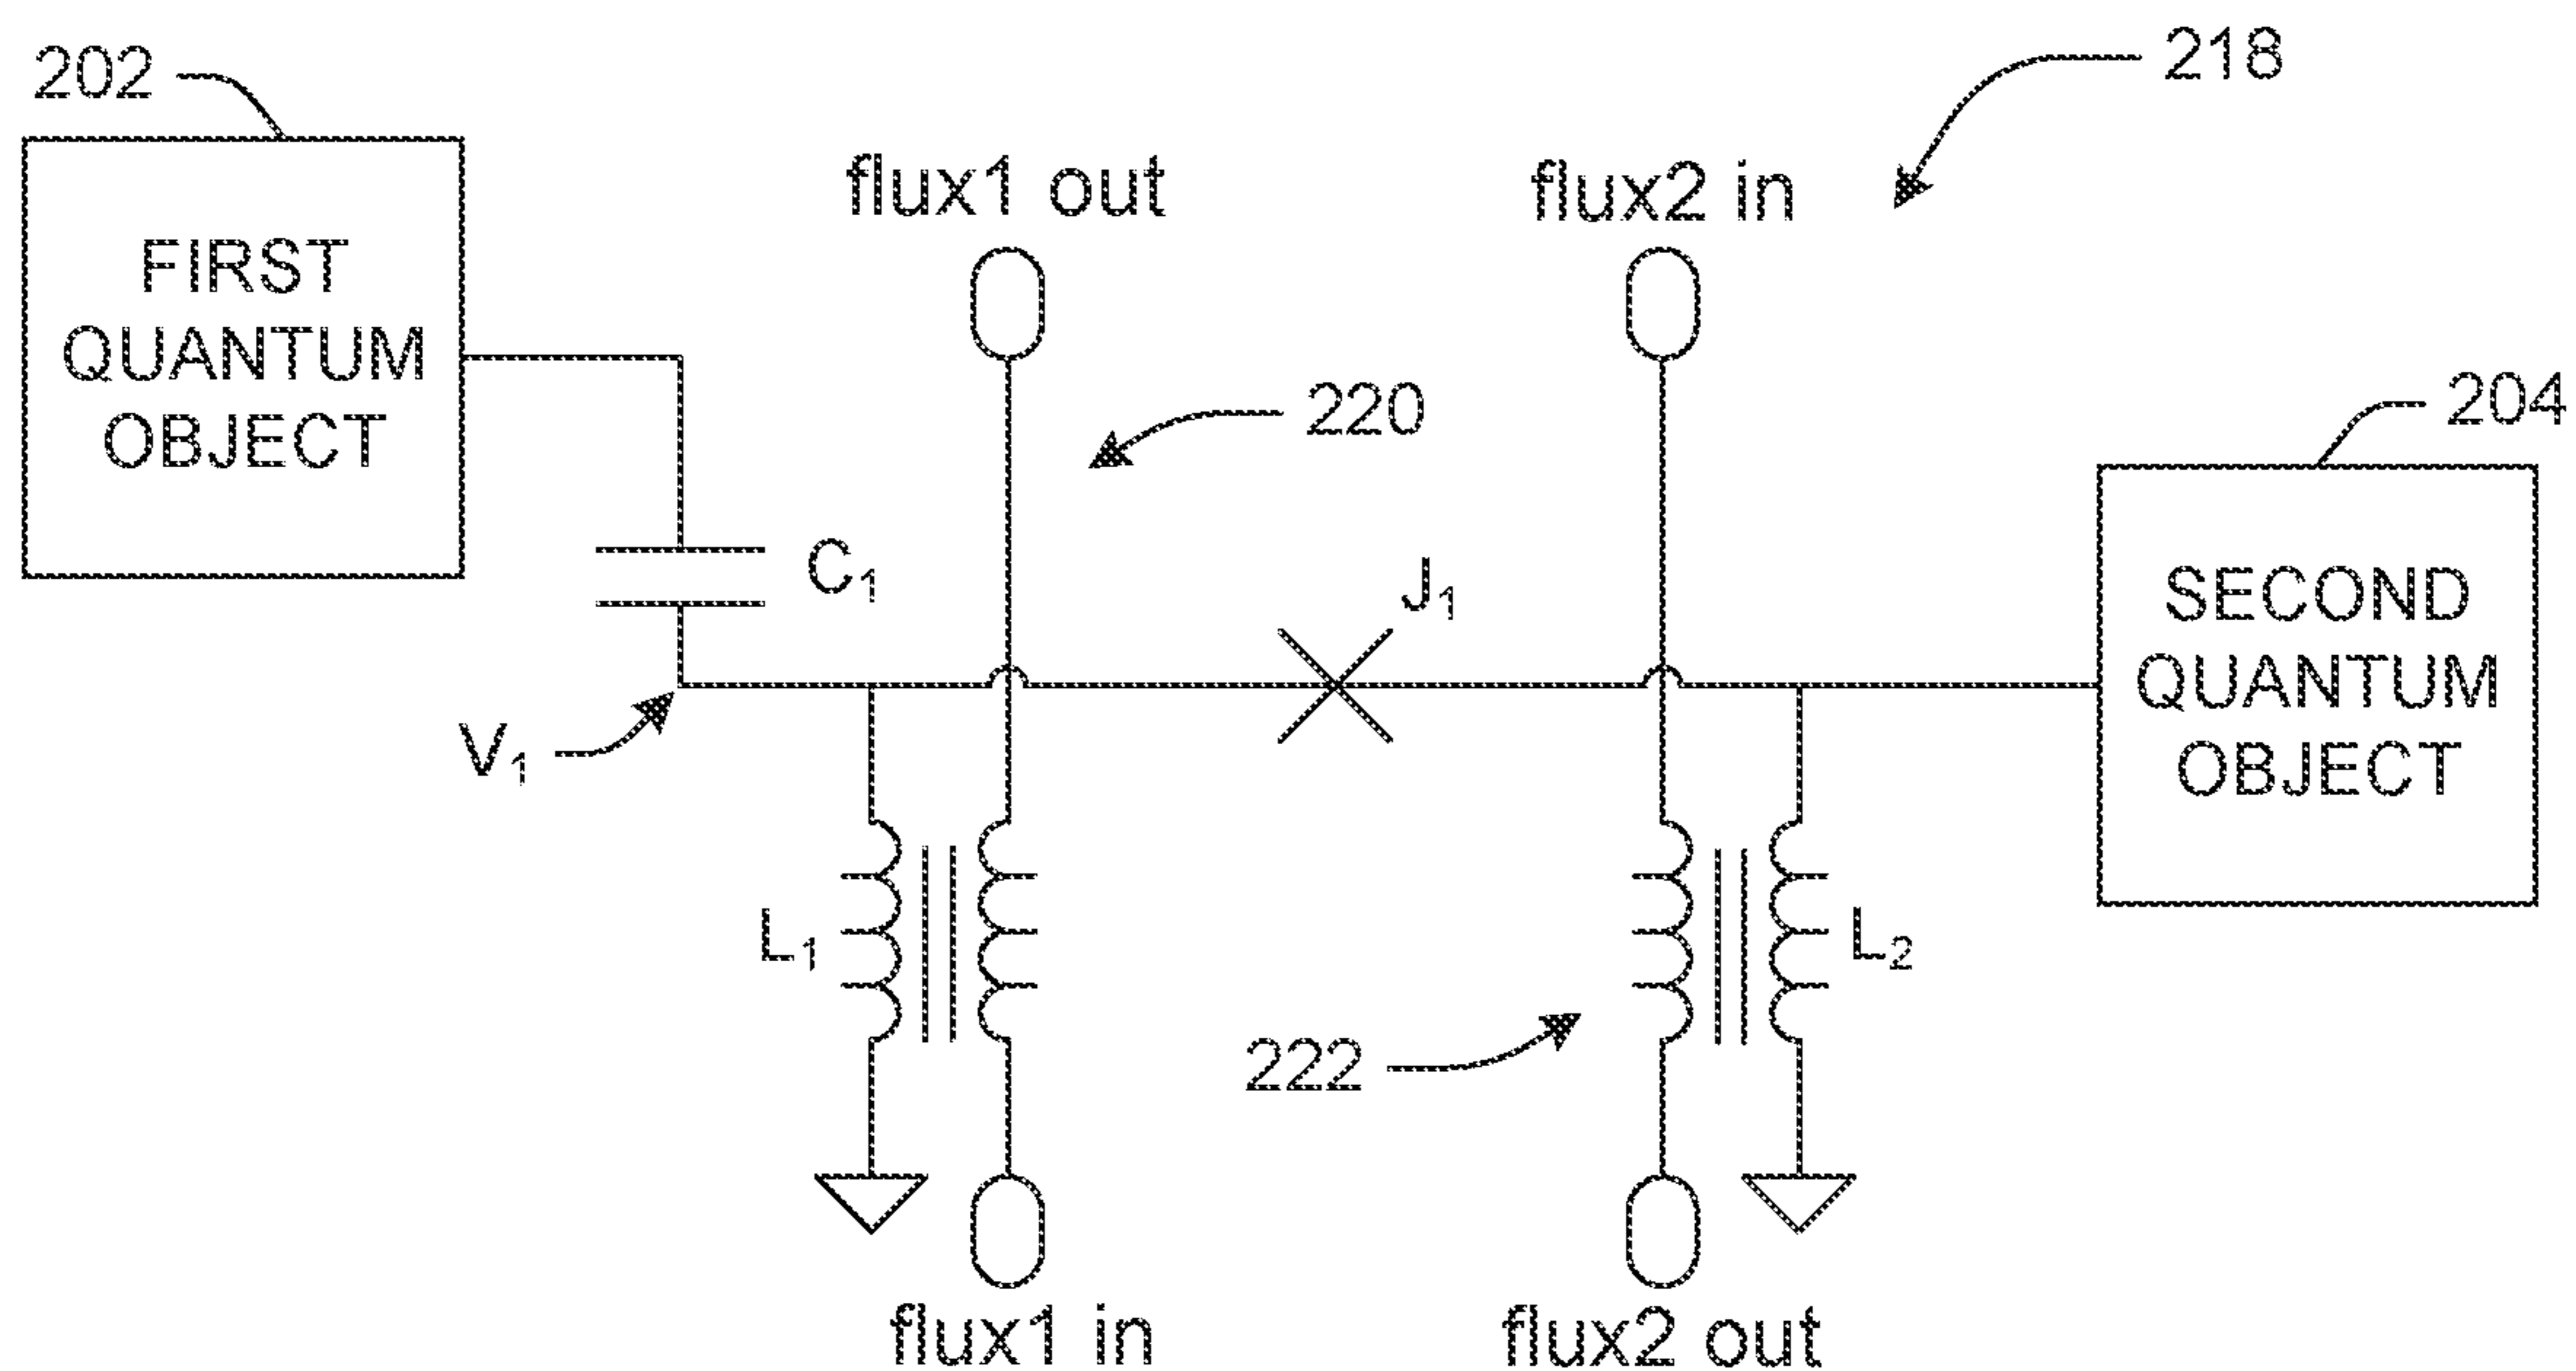 202
218
flux1 out
flux2 in
FIRST
QUANTUM
OBJECT
220
204
C₁
J₁
SECOND
QUANTUM
OBJECT
V₁
L₁
L₂
222
flux1 in
flux2 out